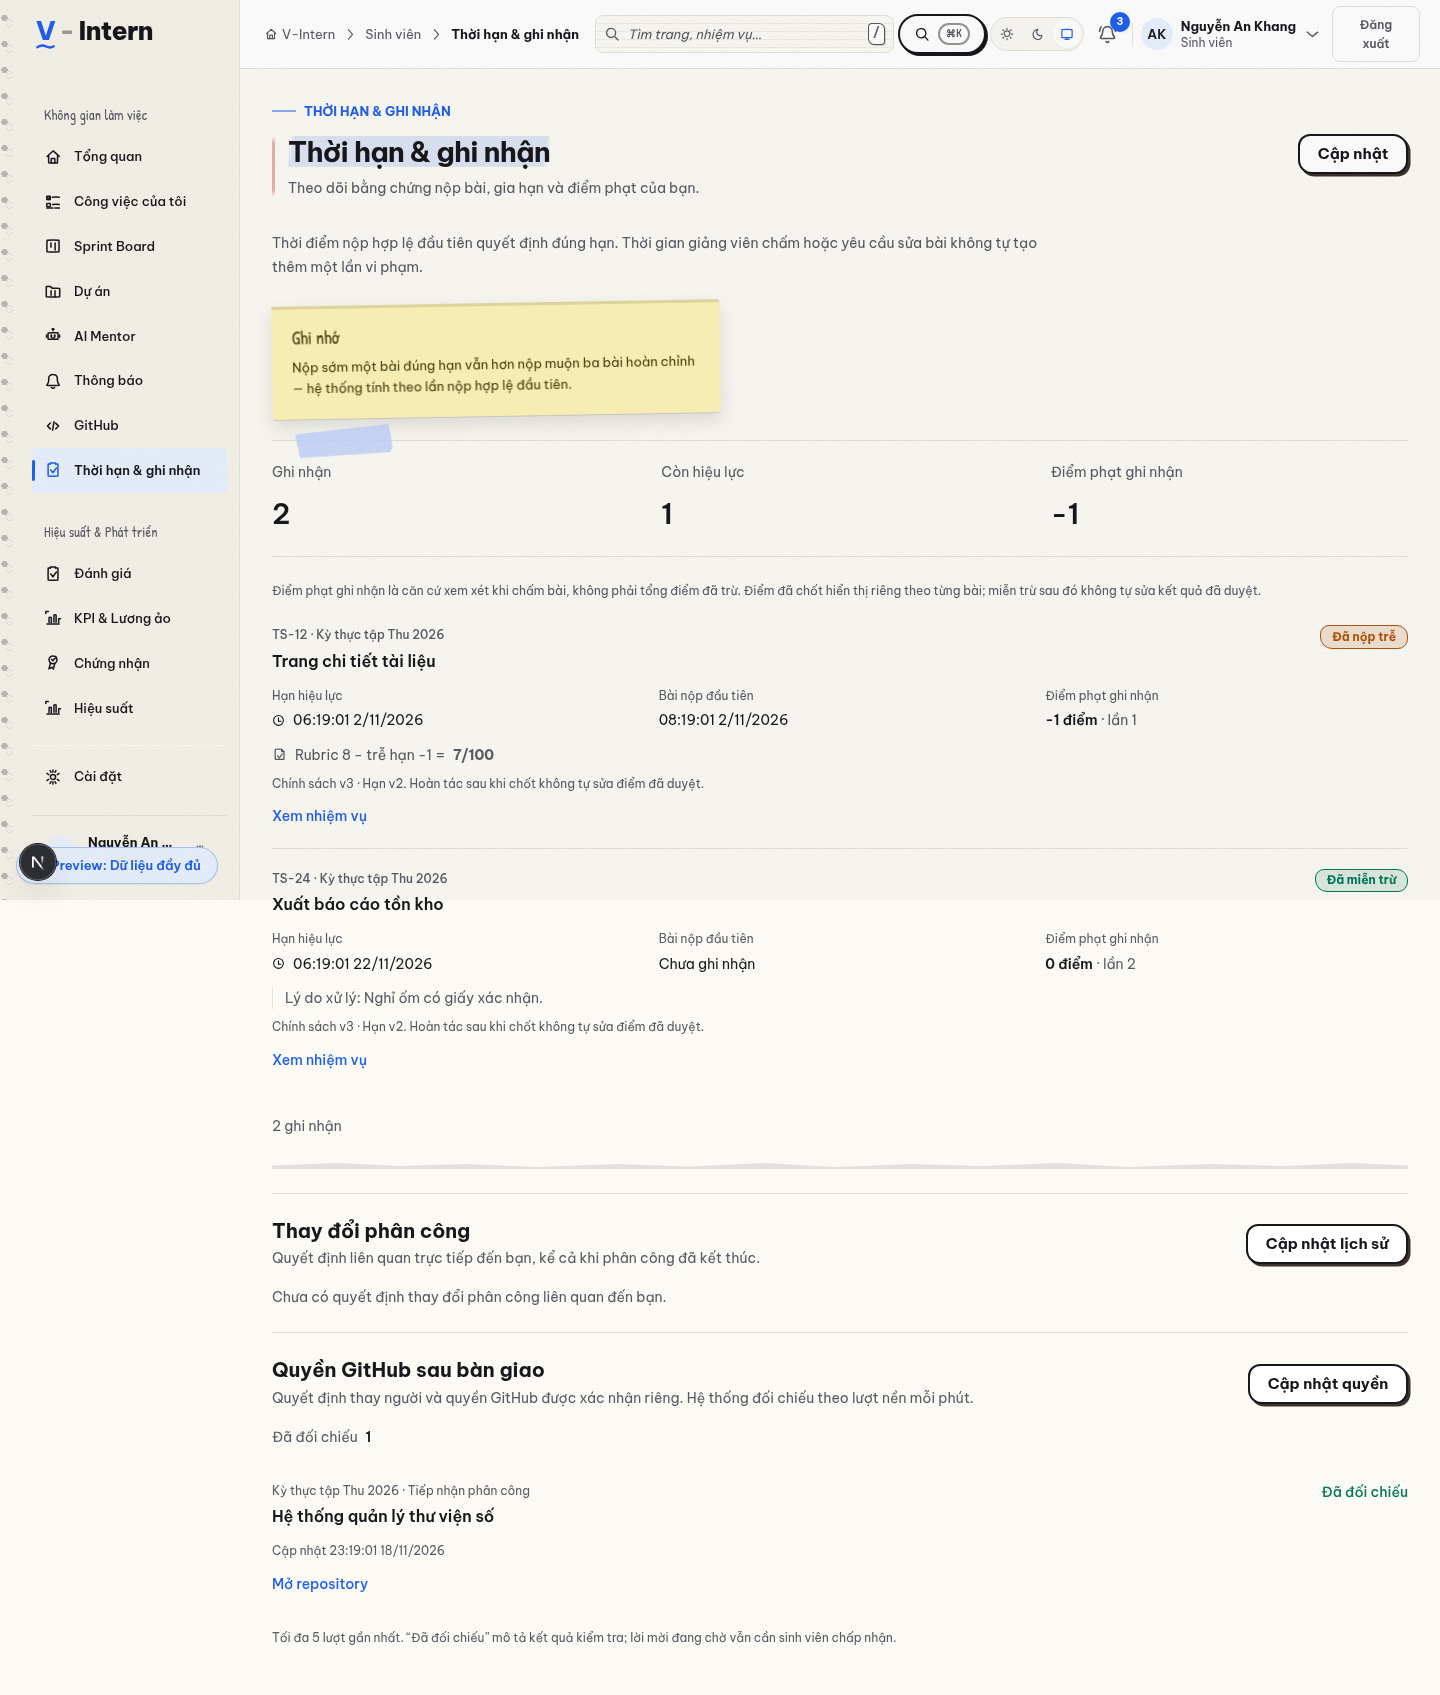 V - Intern
V-Intern
Sinh viên
Thời hạn & ghi nhận
Tìm trang, nhiệm vụ...
/
⌘K
3
AK
Nguyễn An Khang
Sinh viên
Đăng xuất
Không gian làm việc
Tổng quan
Công việc của tôi
Sprint Board
Dự án
AI Mentor
Thông báo
GitHub
Thời hạn & ghi nhận
Hiệu suất & Phát triển
Đánh giá
KPI & Lương ảo
Chứng nhận
Hiệu suất
Cài đặt
Nguyễn An ...
N
Preview: Dữ liệu đầy đủ
THỜI HẠN & GHI NHẬN
Thời hạn & ghi nhận
Cập nhật
Theo dõi bằng chứng nộp bài, gia hạn và điểm phạt của bạn.
Thời điểm nộp hợp lệ đầu tiên quyết định đúng hạn. Thời gian giảng viên chấm hoặc yêu cầu sửa bài không tự tạo
thêm một lần vi phạm.
Ghi nhớ
Nộp sớm một bài đúng hạn vẫn hơn nộp muộn ba bài hoàn chỉnh
— hệ thống tính theo lần nộp hợp lệ đầu tiên.
Ghi nhận
Còn hiệu lực
Điểm phạt ghi nhận
2
1
-1
Điểm phạt ghi nhận là căn cứ xem xét khi chấm bài, không phải tổng điểm đã trừ. Điểm đã chốt hiển thị riêng theo từng bài; miễn trừ sau đó không tự sửa kết quả đã duyệt.
TS-12 · Kỳ thực tập Thu 2026
Đã nộp trễ
Trang chi tiết tài liệu
Hạn hiệu lực
Bài nộp đầu tiên
Điểm phạt ghi nhận
06:19:01 2/11/2026
08:19:01 2/11/2026
-1 điểm · lần 1
Rubric 8 − trễ hạn -1 = 7/100
Chính sách v3 · Hạn v2. Hoàn tác sau khi chốt không tự sửa điểm đã duyệt.
Xem nhiệm vụ
TS-24 · Kỳ thực tập Thu 2026
Đã miễn trừ
Xuất báo cáo tồn kho
Hạn hiệu lực
Bài nộp đầu tiên
Điểm phạt ghi nhận
06:19:01 22/11/2026
Chưa ghi nhận
0 điểm · lần 2
Lý do xử lý: Nghỉ ốm có giấy xác nhận.
Chính sách v3 · Hạn v2. Hoàn tác sau khi chốt không tự sửa điểm đã duyệt.
Xem nhiệm vụ
2 ghi nhận
Thay đổi phân công
Cập nhật lịch sử
Quyết định liên quan trực tiếp đến bạn, kể cả khi phân công đã kết thúc.
Chưa có quyết định thay đổi phân công liên quan đến bạn.
Quyền GitHub sau bàn giao
Cập nhật quyền
Quyết định thay người và quyền GitHub được xác nhận riêng. Hệ thống đối chiếu theo lượt nền mỗi phút.
Đã đối chiếu 1
Kỳ thực tập Thu 2026 · Tiếp nhận phân công
Đã đối chiếu
Hệ thống quản lý thư viện số
Cập nhật 23:19:01 18/11/2026
Mở repository
Tối đa 5 lượt gần nhất. “Đã đối chiếu” mô tả kết quả kiểm tra; lời mời đang chờ vẫn cần sinh viên chấp nhận.